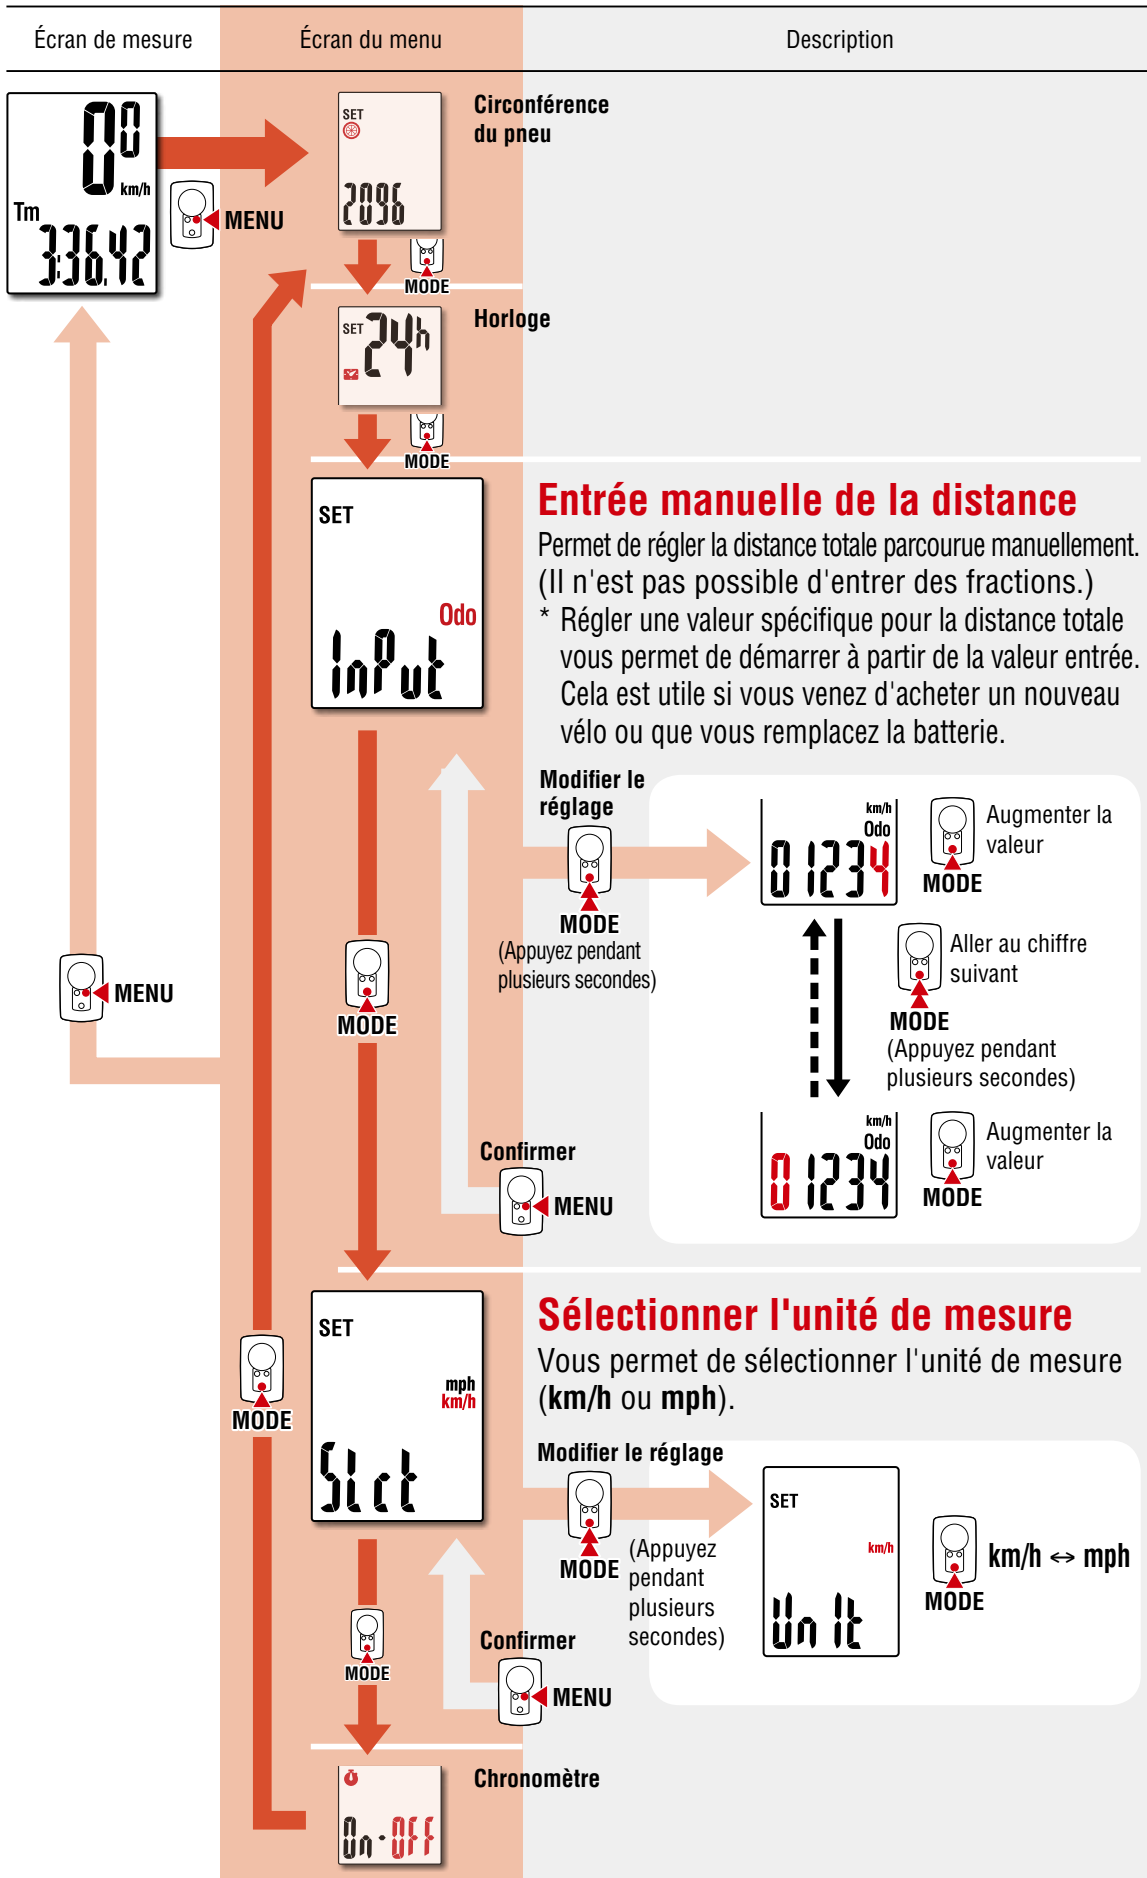 Écran de mesure
Écran du menu
Description
0.0
km/h
Tm
3:36.42
MENU
SET
2096
Circonférence
du pneu
MODE
SET
24h
Horloge
MODE
SET
Odo
InPut
Entrée manuelle de la distance
Permet de régler la distance totale parcourue manuellement.
(Il n'est pas possible d'entrer des fractions.)
* Régler une valeur spécifique pour la distance totale
vous permet de démarrer à partir de la valeur entrée.
Cela est utile si vous venez d'acheter un nouveau
vélo ou que vous remplacez la batterie.
Modifier le
réglage
MODE
(Appuyez pendant
plusieurs secondes)
km/h
Odo
01234
MODE
Augmenter la
valeur
Aller au chiffre
suivant
MODE
(Appuyez pendant
plusieurs secondes)
km/h
Odo
01234
MODE
Augmenter la
valeur
MENU
MODE
Confirmer
MENU
SET
mph
km/h
Slct
Sélectionner l'unité de mesure
Vous permet de sélectionner l'unité de mesure
(km/h ou mph).
MODE
Modifier le réglage
MODE
(Appuyez
pendant
plusieurs
secondes)
SET
km/h
Unit
MODE
km/h ↔ mph
MODE
Confirmer
MENU
On-OFF
Chronomètre